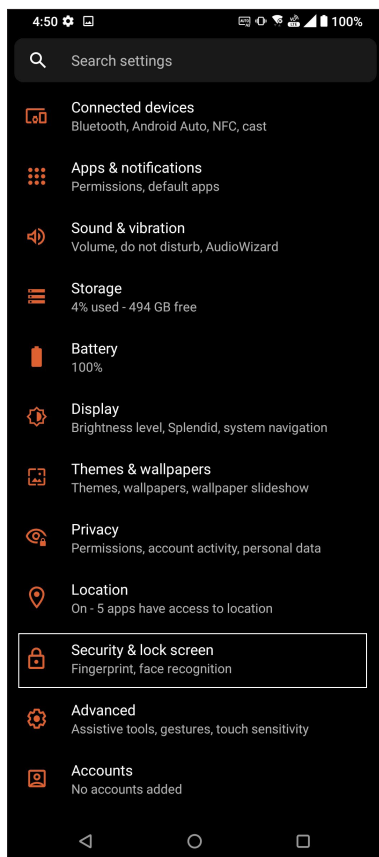 4:50 100%
Search settings
Connected devices
Bluetooth, Android Auto, NFC, cast
Apps & notifications
Permissions, default apps
Sound & vibration
Volume, do not disturb, AudioWizard
Storage
4% used - 494 GB free
Battery
100%
Display
Brightness level, Splendid, system navigation
Themes & wallpapers
Themes, wallpapers, wallpaper slideshow
Privacy
Permissions, account activity, personal data
Location
On - 5 apps have access to location
Security & lock screen
Fingerprint, face recognition
Advanced
Assistive tools, gestures, touch sensitivity
Accounts
No accounts added